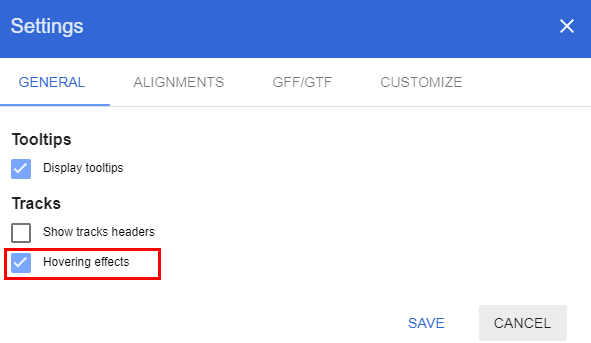 Settings
GENERAL ALIGNMENTS GFF/GTF CUSTOMIZE
Tooltips
Display tooltips
Tracks
Show tracks headers
Hovering effects
SAVE CANCEL